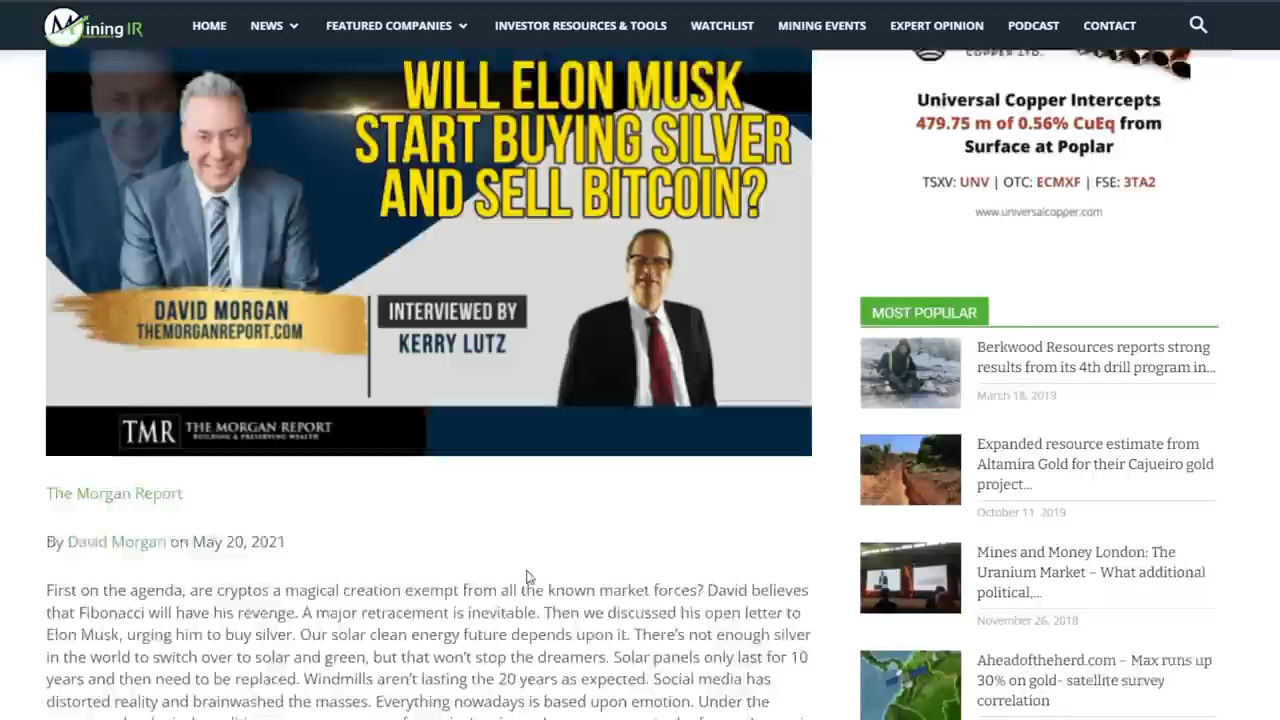 Mining IR
HOME NEWS FEATURED COMPANIES INVESTOR RESOURCES & TOOLS WATCHLIST MINING EVENTS EXPERT OPINION PODCAST CONTACT
WILL ELON MUSK
START BUYING SILVER
AND SELL BITCOIN?
DAVID MORGAN
THEMORGANREPORT.COM
INTERVIEWED BY
KERRY LUTZ
TMR THE MORGAN REPORT
BUILDING & PRESERVING WEALTH
The Morgan Report
By David Morgan on May 20, 2021
First on the agenda, are cryptos a magical creation exempt from all the known market forces? David believes
that Fibonacci will have his revenge. A major retracement is inevitable. Then we discussed his open letter to
Elon Musk, urging him to buy silver. Our solar clean energy future depends upon it. There's not enough silver
in the world to switch over to solar and green, but that won't stop the dreamers. Solar panels only last for 10
years and then need to be replaced. Windmills aren't lasting the 20 years as expected. Social media has
distorted reality and brainwashed the masses. Everything nowadays is based upon emotion. Under the
COPPER LTD.
Universal Copper Intercepts
479.75 m of 0.56% CuEq from
Surface at Poplar
TSXV: UNV | OTC: ECMXF | FSE: 3TA2
www.universalcopper.com
MOST POPULAR
Berkwood Resources reports strong
results from its 4th drill program in...
March 18, 2019
Expanded resource estimate from
Altamira Gold for their Cajueiro gold
project...
October 11, 2019
Mines and Money London: The
Uranium Market – What additional
political,...
November 26, 2018
Aheadoftheherd.com – Max runs up
30% on gold- satellite survey
correlation